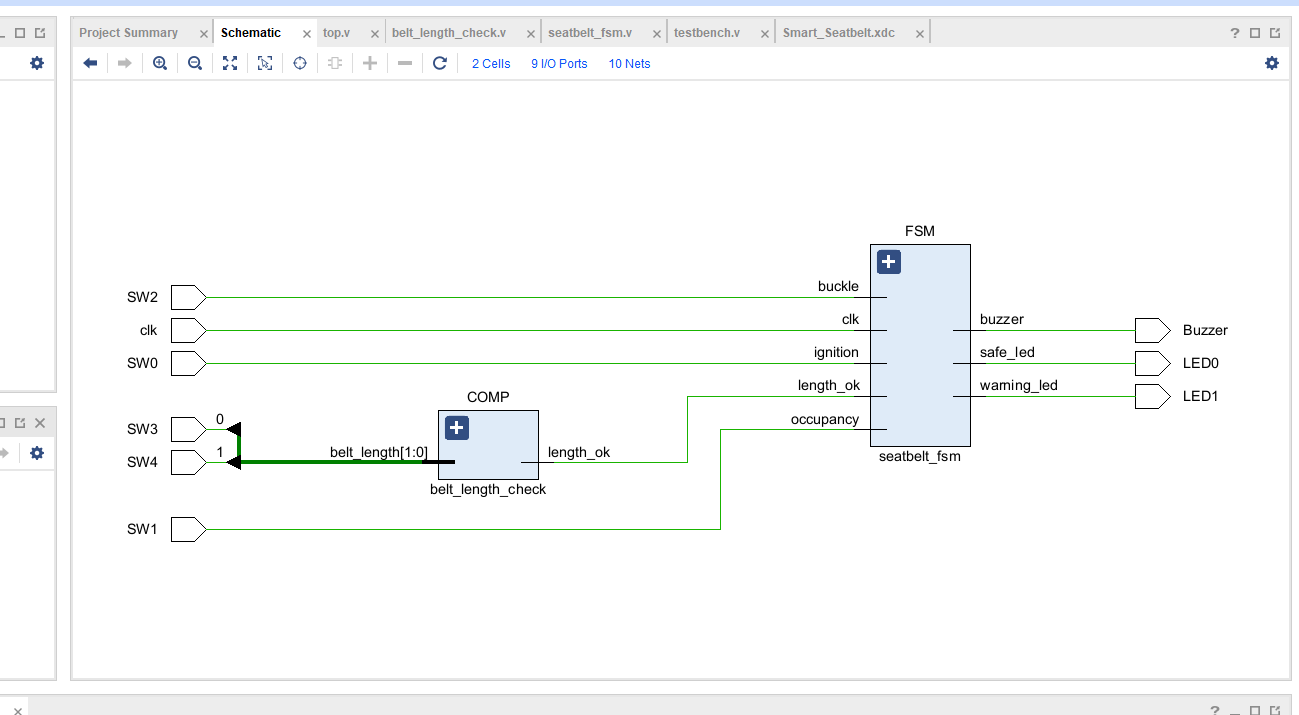 Project Summary
Schematic
top.v
belt_length_check.v
seatbelt_fsm.v
testbench.v
Smart_Seatbelt.xdc
?
2 Cells
9 I/O Ports
10 Nets
FSM
SW2
buckle
clk
clk
buzzer
Buzzer
SW0
ignition
safe_led
LED0
length_ok
warning_led
LED1
COMP
SW3
0
occupancy
SW4
1
belt_length[1:0]
length_ok
seatbelt_fsm
belt_length_check
SW1
?